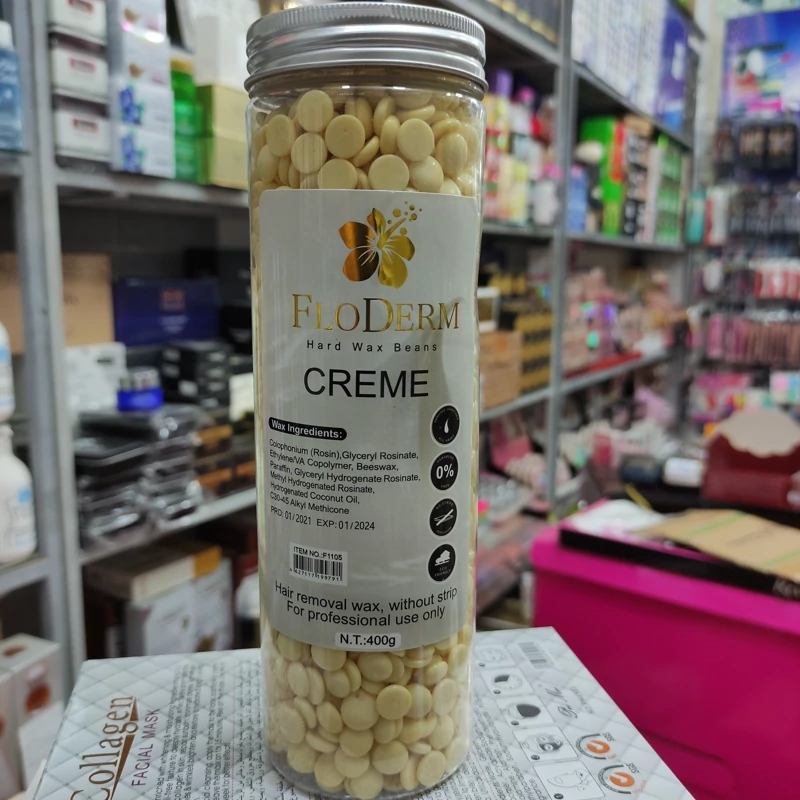 FLODERM
Hard Wax Beans
CREME
Wax Ingredients:
Colophonium (Rosin),Glyceryl Rosinate,
Ethylene/VA Copolymer, Beeswax,
Paraffin, Glyceryl Hydrogenate Rosinate,
Methyl Hydrogenated Rosinate,
Hydrogenated Coconut Oil,
C30-45 Alkyl Methicone
PRD: 01/2021 EXP: 01/2024
0%
ITEM NO.:F1105
Hair removal wax, without strip
For professional use only
N.T.:400g
Collagen
FACIAL MASK